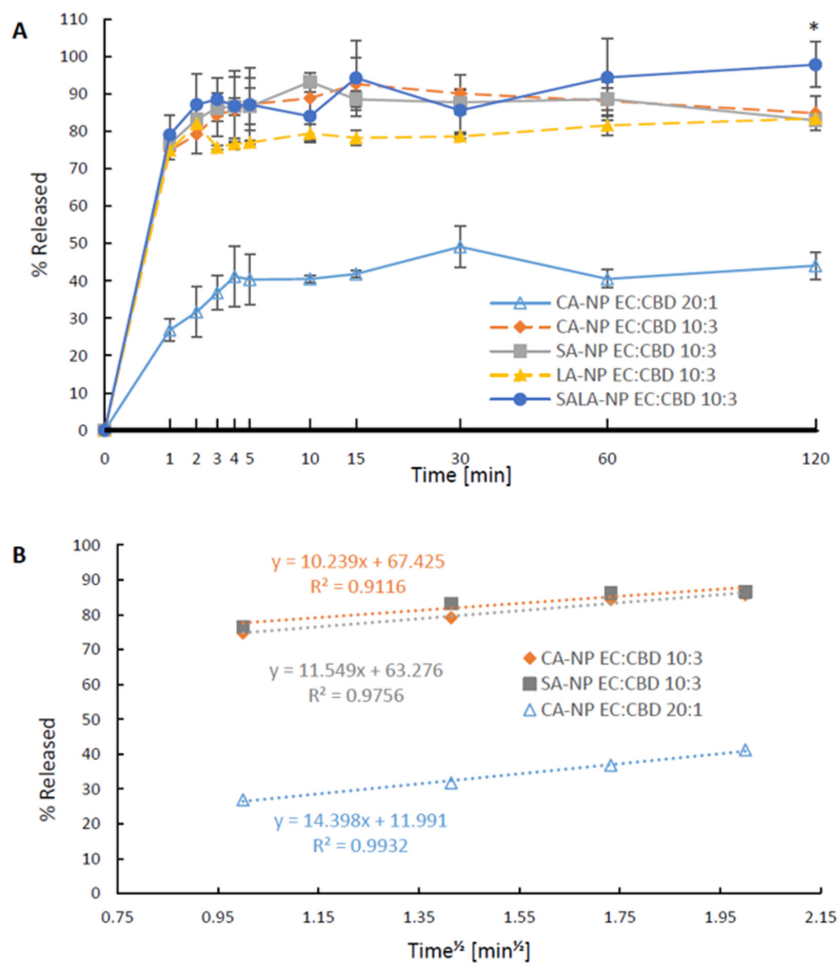 A
*
110
100
90
80
70
60
50
40
30
20
10
0
% Released
CA-NP EC:CBD 20:1
CA-NP EC:CBD 10:3
SA-NP EC:CBD 10:3
LA-NP EC:CBD 10:3
SALA-NP EC:CBD 10:3
0 1 2 3 4 5 10 15 30 60 120
Time [min]
B
100
90
80
70
60
50
40
30
20
10
0
% Released
y = 10.239x + 67.425
R² = 0.9116
y = 11.549x + 63.276
R² = 0.9756
CA-NP EC:CBD 10:3
SA-NP EC:CBD 10:3
CA-NP EC:CBD 20:1
y = 14.398x + 11.991
R² = 0.9932
0.75 0.95 1.15 1.35 1.55 1.75 1.95 2.15
Time½ [min½]